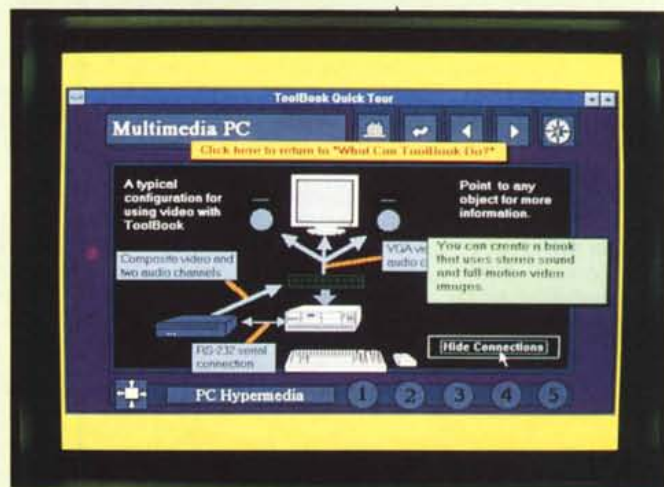 ToolBook Quick Tour
Multimedia PC
Click here to return to "What Can ToolBook Do?"
A typical
configuration for
using video with
ToolBook
Point to any
object for more
information.
Composite video and
two audio channels
VGA
audio
You can create a book
that uses stereo sound
and full-motion video
images.
RS-232 serial
connection
Hide Connections
PC Hypermedia
1
2
3
4
5